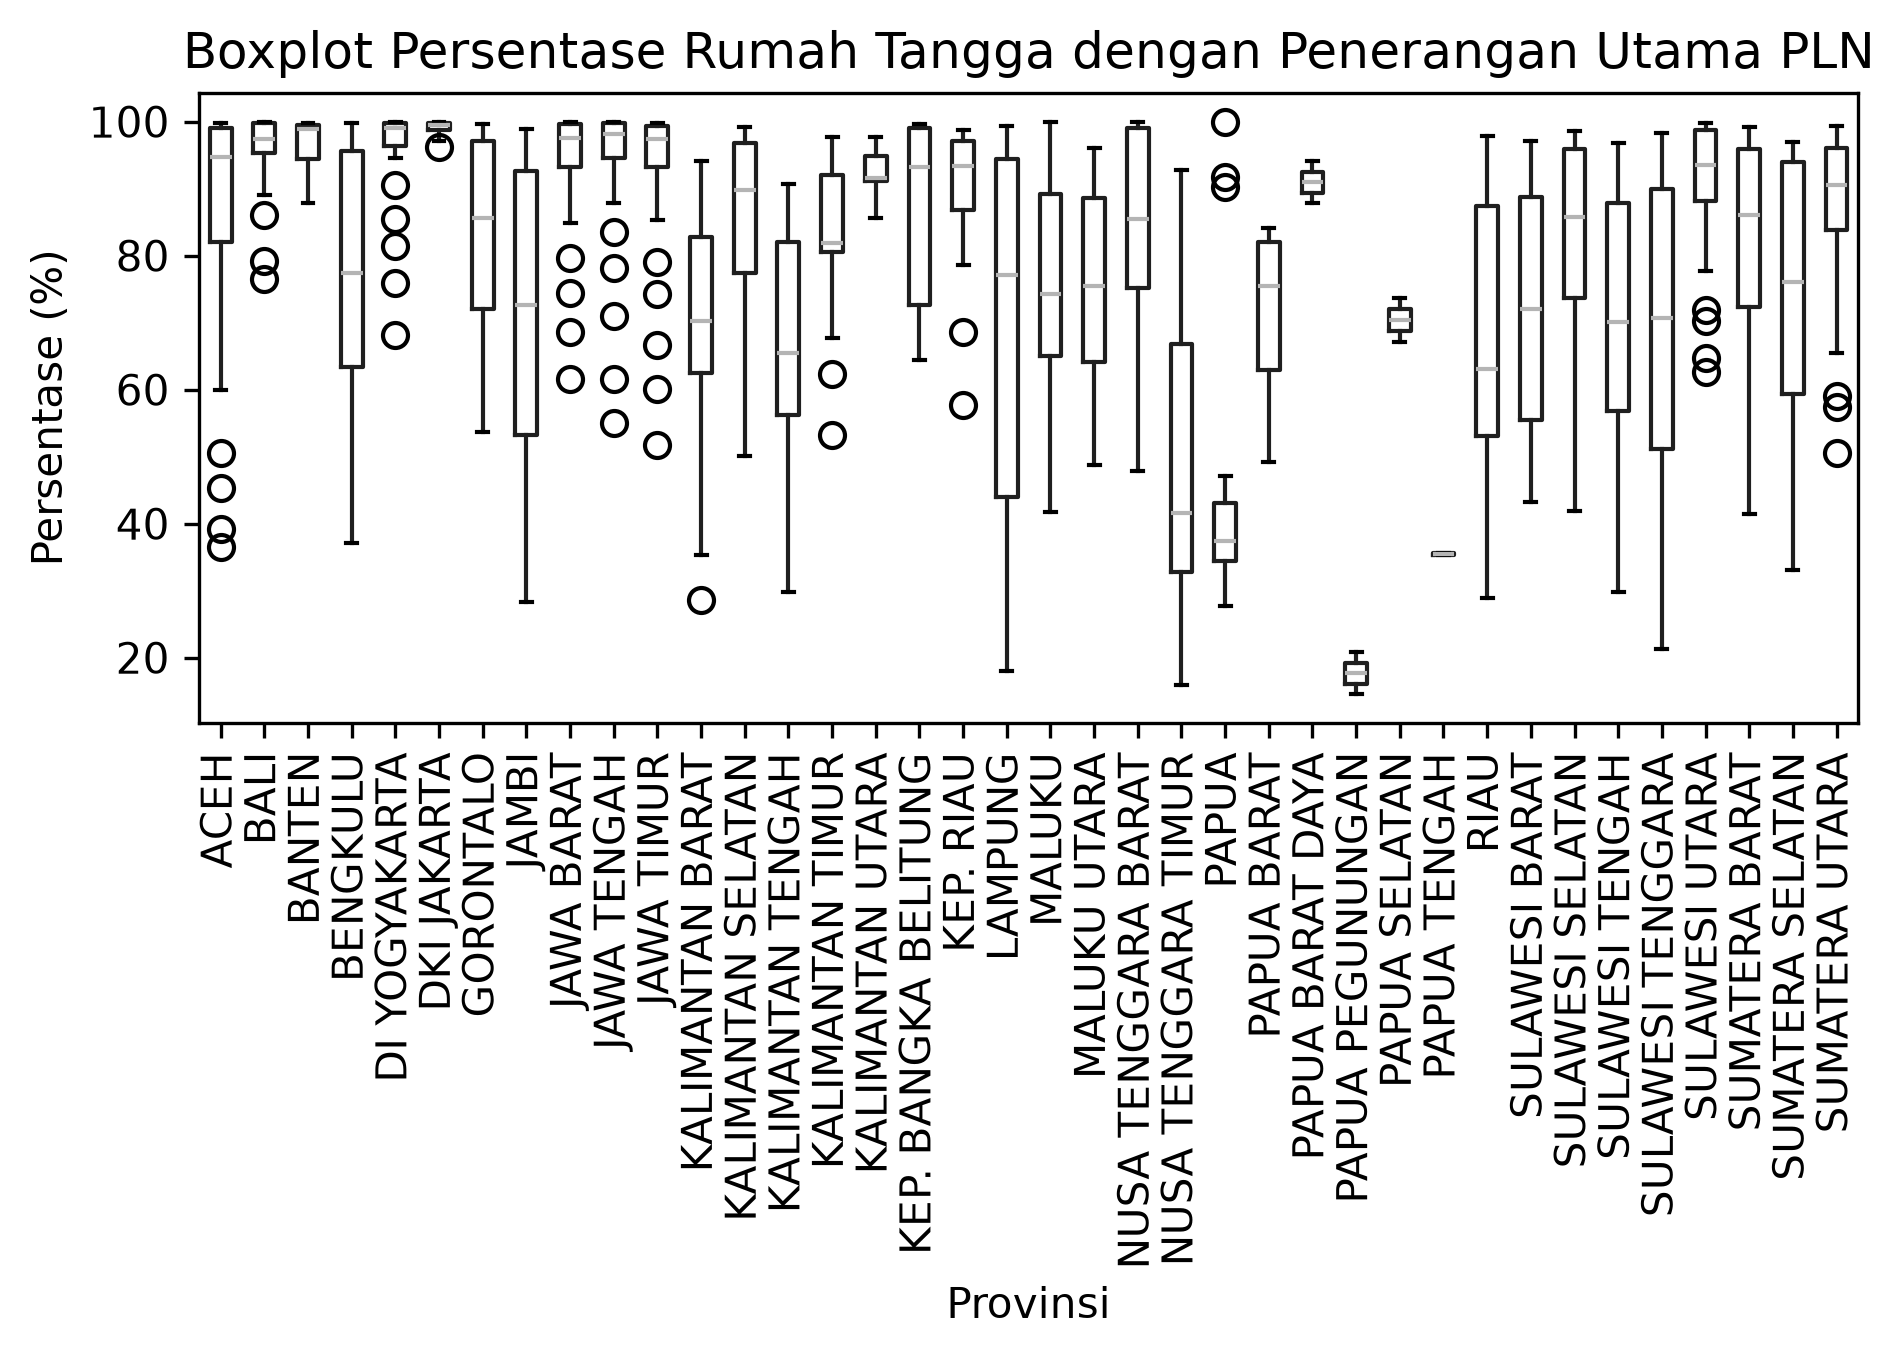 Boxplot Persentase Rumah Tangga dengan Penerangan Utama PLN
Persentase (%)
100
80
60
40
20
ACEH
BALI
BANTEN
BENGKULU
DI YOGYAKARTA
DKI JAKARTA
GORONTALO
JAMBI
JAWA BARAT
JAWA TENGAH
JAWA TIMUR
KALIMANTAN BARAT
KALIMANTAN SELATAN
KALIMANTAN TENGAH
KALIMANTAN TIMUR
KALIMANTAN UTARA
KEP. BANGKA BELITUNG
KEP. RIAU
LAMPUNG
MALUKU
MALUKU UTARA
NUSA TENGGARA BARAT
NUSA TENGGARA TIMUR
PAPUA
PAPUA BARAT
PAPUA BARAT DAYA
PAPUA PEGUNUNGAN
PAPUA SELATAN
PAPUA TENGAH
RIAU
SULAWESI BARAT
SULAWESI SELATAN
SULAWESI TENGAH
SULAWESI TENGGARA
SULAWESI UTARA
SUMATERA BARAT
SUMATERA SELATAN
SUMATERA UTARA
Provinsi